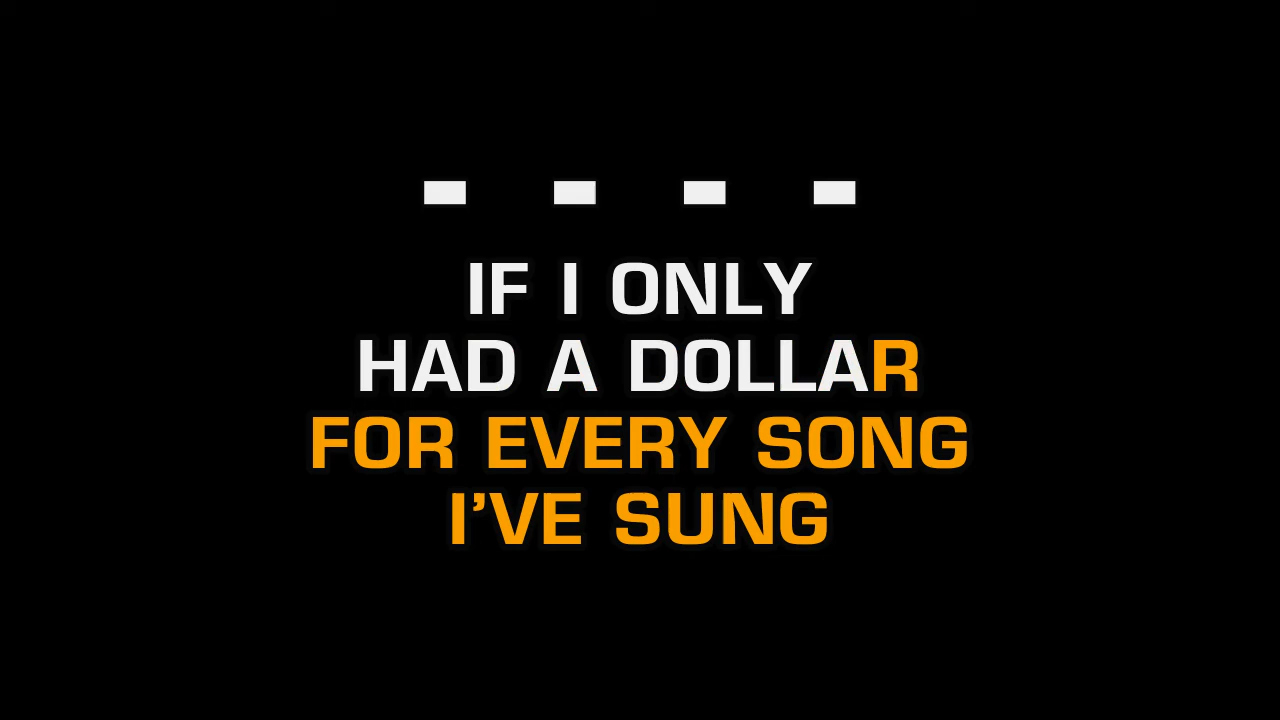 - - - -
IF I ONLY
HAD A DOLLAR
FOR EVERY SONG
I’VE SUNG